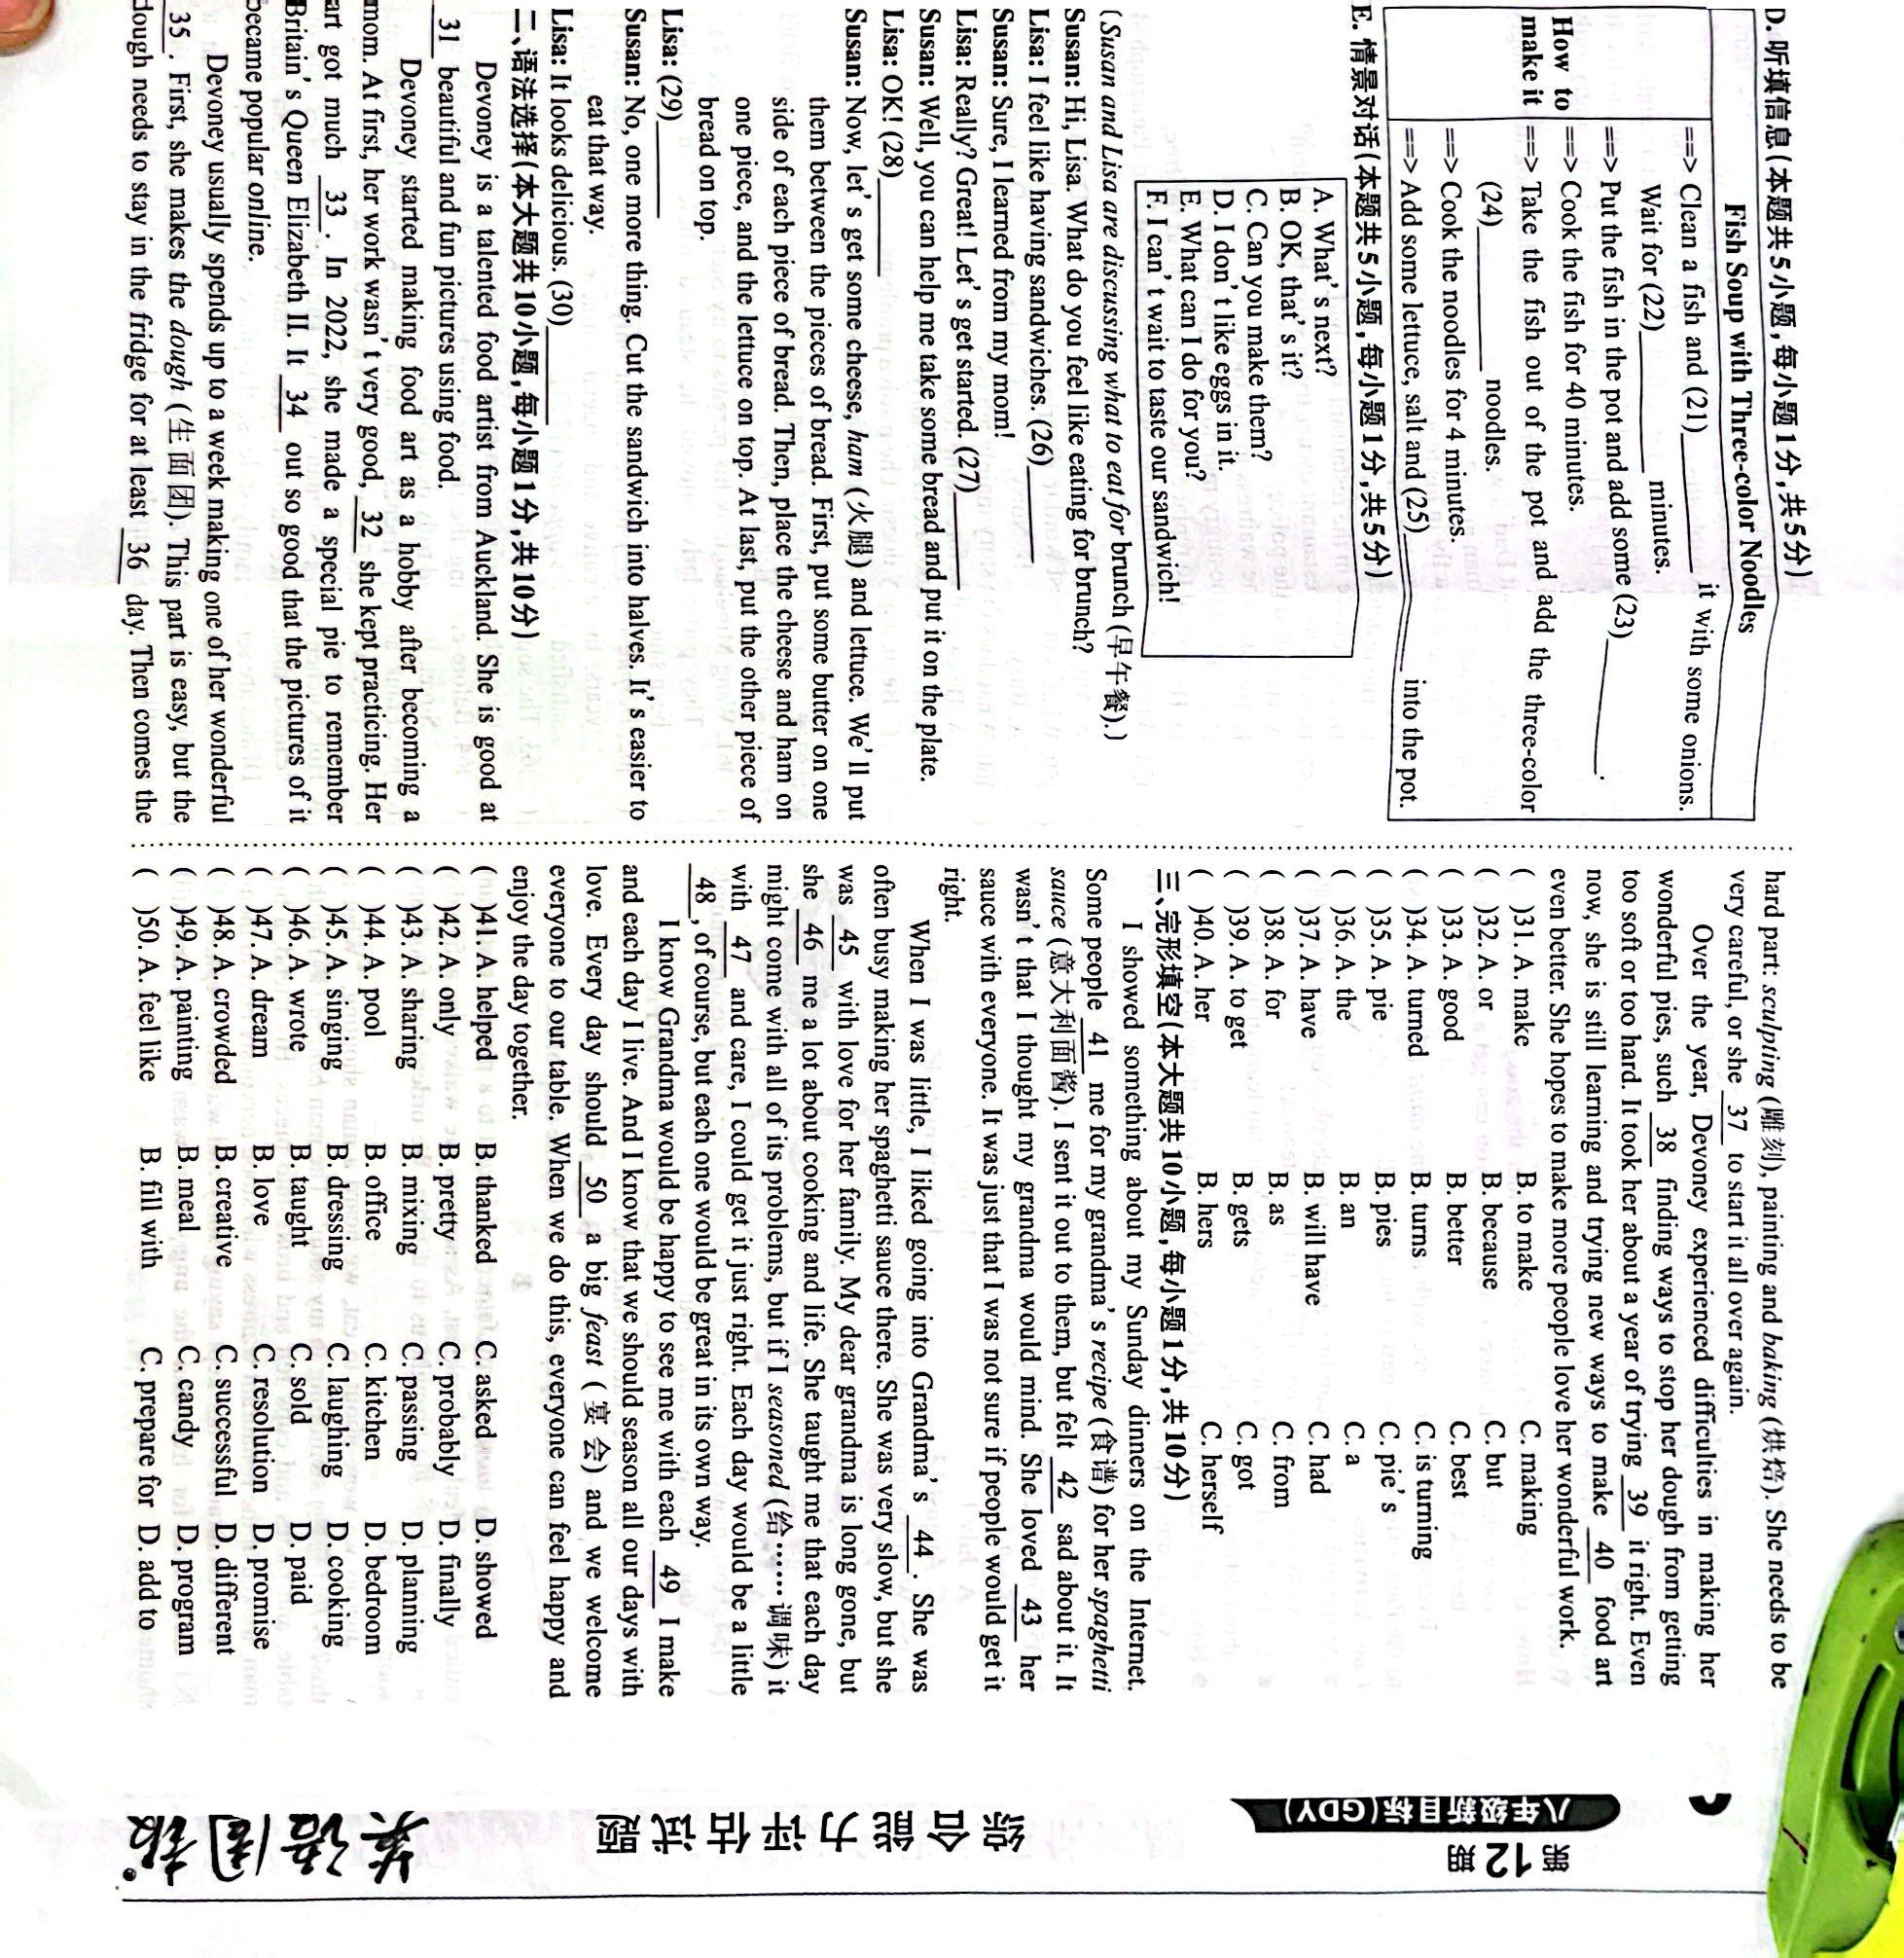 D. 听填信息(本题共5小题,每小题1分,共5分)
Fish Soup with Three-color Noodles
How to make it
==> Clean a fish and (21)________ it with some onions.
Wait for (22)________ minutes.
==> Put the fish in the pot and add some (23)________.
==> Cook the fish for 40 minutes.
==> Take the fish out of the pot and add the three-color
(24)________ noodles.
==> Cook the noodles for 4 minutes.
==> Add some lettuce, salt and (25)________ into the pot.
E. 情景对话(本题共5小题,每小题1分,共5分)
A. What's next?
B. OK, that's it?
C. Can you make them?
D. I don't like eggs in it.
E. What can I do for you?
F. I can't wait to taste our sandwich!
(Susan and Lisa are discussing what to eat for brunch (早午餐).)
Susan: Hi, Lisa. What do you feel like eating for brunch?
Lisa: I feel like having sandwiches. (26)________
Susan: Sure, I learned from my mom!
Lisa: Really? Great! Let's get started. (27)________
Susan: Well, you can help me take some bread and put it on the plate.
Lisa: OK! (28)________
Susan: Now, let's get some cheese, ham (火腿) and lettuce. We'll put
them between the pieces of bread. First, put some butter on one
side of each piece of bread. Then, place the cheese and ham on
one piece, and the lettuce on top. At last, put the other piece of
bread on top.
Lisa: (29)________
Susan: No, one more thing. Cut the sandwich into halves. It's easier to
eat that way.
Lisa: It looks delicious. (30)________
二、语法选择(本大题共10小题,每小题1分,共10分)
Devoney is a talented food artist from Auckland. She is good at
31 beautiful and fun pictures using food.
Devoney started making food art as a hobby after becoming a
mom. At first, her work wasn't very good, 32 she kept practicing. Her
art got much 33 . In 2022, she made a special pie to remember
Britain's Queen Elizabeth II. It 34 out so good that the pictures of it
became popular online.
Devoney usually spends up to a week making one of her wonderful
35 . First, she makes the dough (生面团). This part is easy, but the
dough needs to stay in the fridge for at least 36 day. Then comes the
hard part: sculpting (雕刻), painting and baking (烘焙). She needs to be
very careful, or she 37 to start it all over again.
Over the year, Devoney experienced difficulties in making her
wonderful pies, such 38 finding ways to stop her dough from getting
too soft or too hard. It took her about a year of trying 39 it right. Even
now, she is still learning and trying new ways to make 40 food art
even better. She hopes to make more people love her wonderful work.
( )31. A. make B. to make C. making
( )32. A. or B. because C. but
( )33. A. good B. better C. best
( )34. A. turned B. turns C. is turning
( )35. A. pie B. pies C. pie's
( )36. A. the B. an C. a
( )37. A. have B. will have C. had
( )38. A. for B. as C. from
( )39. A. to get B. gets C. got
( )40. A. her B. hers C. herself
三、完形填空(本大题共10小题,每小题1分,共10分)
I showed something about my Sunday dinners on the Internet.
Some people 41 me for my grandma's recipe (食谱) for her spaghetti
sauce (意大利面酱). I sent it out to them, but felt 42 sad about it. It
wasn't that I thought my grandma would mind. She loved 43 her
sauce with everyone. It was just that I was not sure if people would get it
right.
When I was little, I liked going into Grandma's 44 . She was
often busy making her spaghetti sauce there. She was very slow, but she
was 45 with love for her family. My dear grandma is long gone, but
she 46 me a lot about cooking and life. She taught me that each day
might come with all of its problems, but if I seasoned (给……调味) it
with 47 and care, I could get it just right. Each day would be a little
48 , of course, but each one would be great in its own way.
I know Grandma would be happy to see me with each 49 I make
and each day I live. And I know that we should season all our days with
love. Every day should 50 a big feast (宴会) and we welcome
everyone to our table. When we do this, everyone can feel happy and
enjoy the day together.
( )41. A. helped B. thanked C. asked D. showed
( )42. A. only B. pretty C. probably D. finally
( )43. A. sharing B. mixing C. passing D. planning
( )44. A. pool B. office C. kitchen D. bedroom
( )45. A. singing B. dressing C. laughing D. cooking
( )46. A. wrote B. taught C. sold D. paid
( )47. A. dream B. love C. resolution D. promise
( )48. A. crowded B. creative C. successful D. different
( )49. A. painting B. meal C. candy D. program
( )50. A. feel like B. fill with C. prepare for D. add to
第12期
八年级新目标(GDY)
综合能力评估试题
英语周报